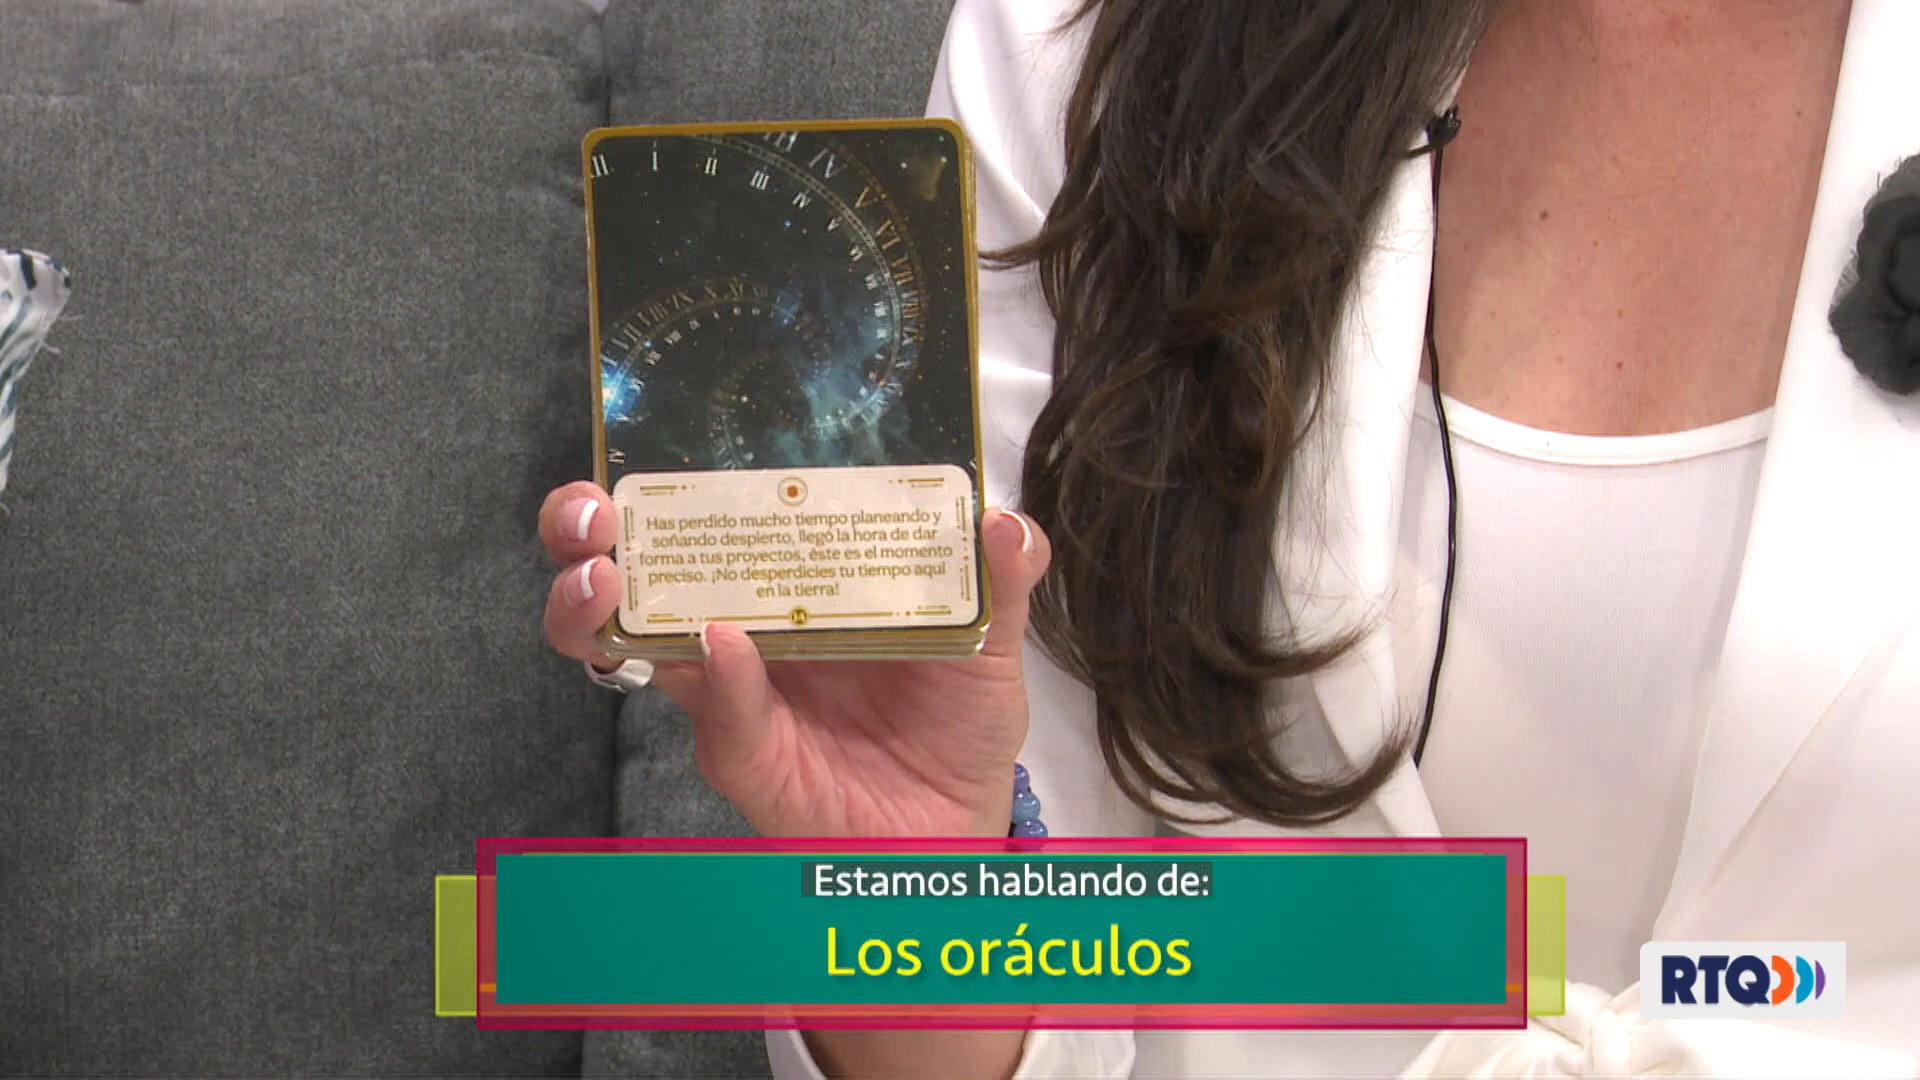 Has perdido mucho tiempo planeando y
soñando despierto, llegó la hora de dar
forma a tus proyectos, éste es el momento
preciso. ¡No desperdicies tu tiempo aquí
en la tierra!
Estamos hablando de:
Los oráculos
RTQ